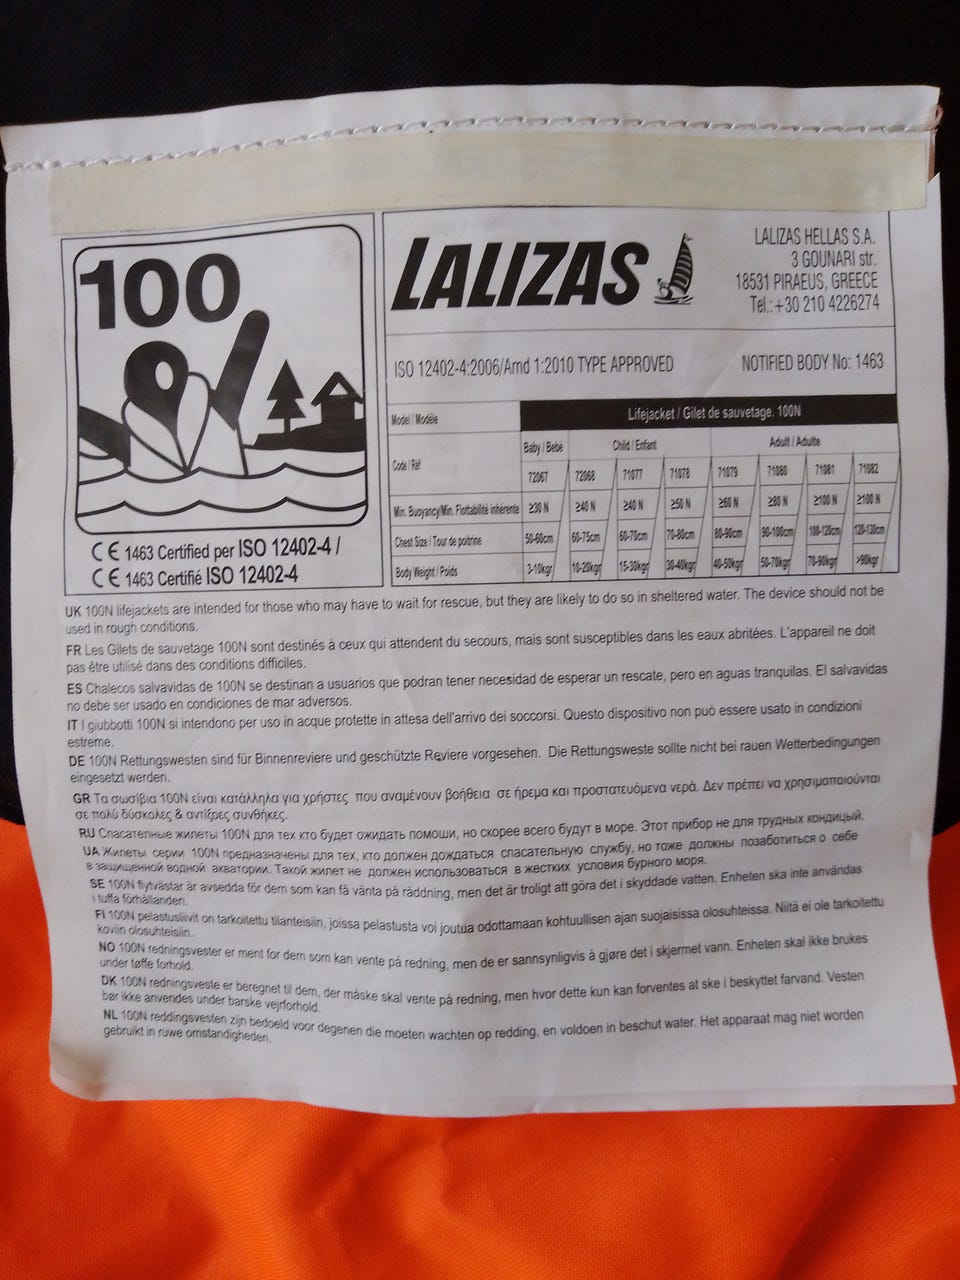 100
LALIZAS
LALIZAS HELLAS S.A.
3 GOUNARI str.
18531 PIRAEUS, GREECE
Tel.:+30 210 4226274
ISO 12402-4:2006/Amd 1:2010 TYPE APPROVED NOTIFIED BODY No: 1463
Model / Modèle Lifejacket / Gilet de sauvetage, 100N
Baby / Bebé Child / Enfant Adult / Adulte
Code / Réf 72067 72068 71077 71078 71079 71080 71081 71082
Min. Buoyancy/Min. Flottabilité inhérente ≥30 N ≥40 N ≥40 N ≥50 N ≥60 N ≥80 N ≥100 N ≥100 N
Chest Size / Tour de poitrine 50-60cm 60-75cm 60-70cm 70-80cm 80-90cm 90-100cm 100-120cm 120-130cm
Body Weight / Poids 3-10kgr 10-20kgr 15-30kgr 30-40kgr 40-50kgr 50-70kgr 70-90kgr >90kgr
CE 1463 Certified per ISO 12402-4 /
CE 1463 Certifié ISO 12402-4
UK 100N lifejackets are intended for those who may have to wait for rescue, but they are likely to do so in sheltered water. The device should not be
used in rough conditions.
FR Les Gilets de sauvetage 100N sont destinés à ceux qui attendent du secours, mais sont susceptibles dans les eaux abritées. L'appareil ne doit
pas être utilisé dans des conditions difficiles.
ES Chalecos salvavidas de 100N se destinan a usuarios que podran tener necesidad de esperar un rescate, pero en aguas tranquilas. El salvavidas
no debe ser usado en condiciones de mar adversos.
IT I giubbotti 100N si intendono per uso in acque protette in attesa dell'arrivo dei soccorsi. Questo dispositivo non può essere usato in condizioni
estreme.
DE 100N Rettungswesten sind für Binnenreviere und geschützte Reviere vorgesehen. Die Rettungsweste sollte nicht bei rauen Wetterbedingungen
eingesetzt werden.
GR Τα σωσίβια 100N είναι κατάλληλα για χρήστες που αναμένουν βοήθεια σε ήρεμα και προστατευόμενα νερά. Δεν πρέπει να χρησιμοποιούνται
σε πολύ δύσκολες & αντίξρες συνθήκες.
RU Спасательные жилеты 100N для тех кто будет ожидать помоши, но скорее всего будут в море. Этот прибор не для трудных кондицый.
UA Жилеты серии 100N предназначены для тех, кто должен дождаться спасательную службу, но тоже должны позаботиться о себе
в защищенной водной акватории. Такой жилет не должен использоваться в жестких условия бурного моря.
SE 100N flytvästar är avsedda för dem som kan få vänta på räddning, men det är troligt att göra det i skyddade vatten. Enheten ska inte användas
i tuffa förhållanden.
FI 100N pelastusliivit on tarkoitettu tilanteisiin, joissa pelastusta voi joutua odottamaan kohtuullisen ajan suojaisissa olosuhteissa. Niitä ei ole tarkoitettu
koviin olosuhteisiin.
NO 100N redningsvester er ment for dem som kan vente på redning, men de er sannsynligvis å gjøre det i skjermet vann. Enheten skal ikke brukes
under tøffe forhold.
DK 100N redningsveste er beregnet til dem, der måske skal vente på redning, men hvor dette kun kan forventes at ske i beskyttet farvand. Vesten
bør ikke anvendes under barske vejrforhold.
NL 100N reddingsvesten zijn bedoeld voor degenen die moeten wachten op redding, en voldoen in beschut water. Het apparaat mag niet worden
gebruikt in ruwe omstandigheden.